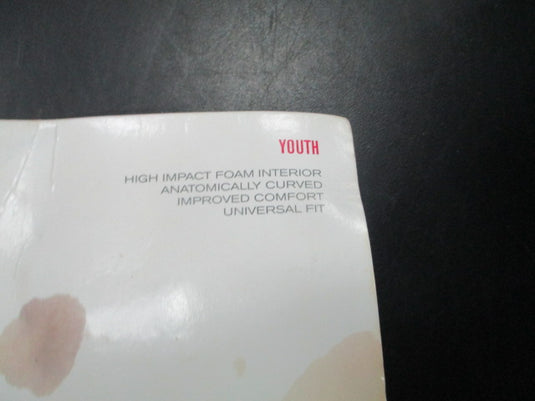 YOUTH
HIGH IMPACT FOAM INTERIOR
ANATOMICALLY CURVED
IMPROVED COMFORT
UNIVERSAL FIT